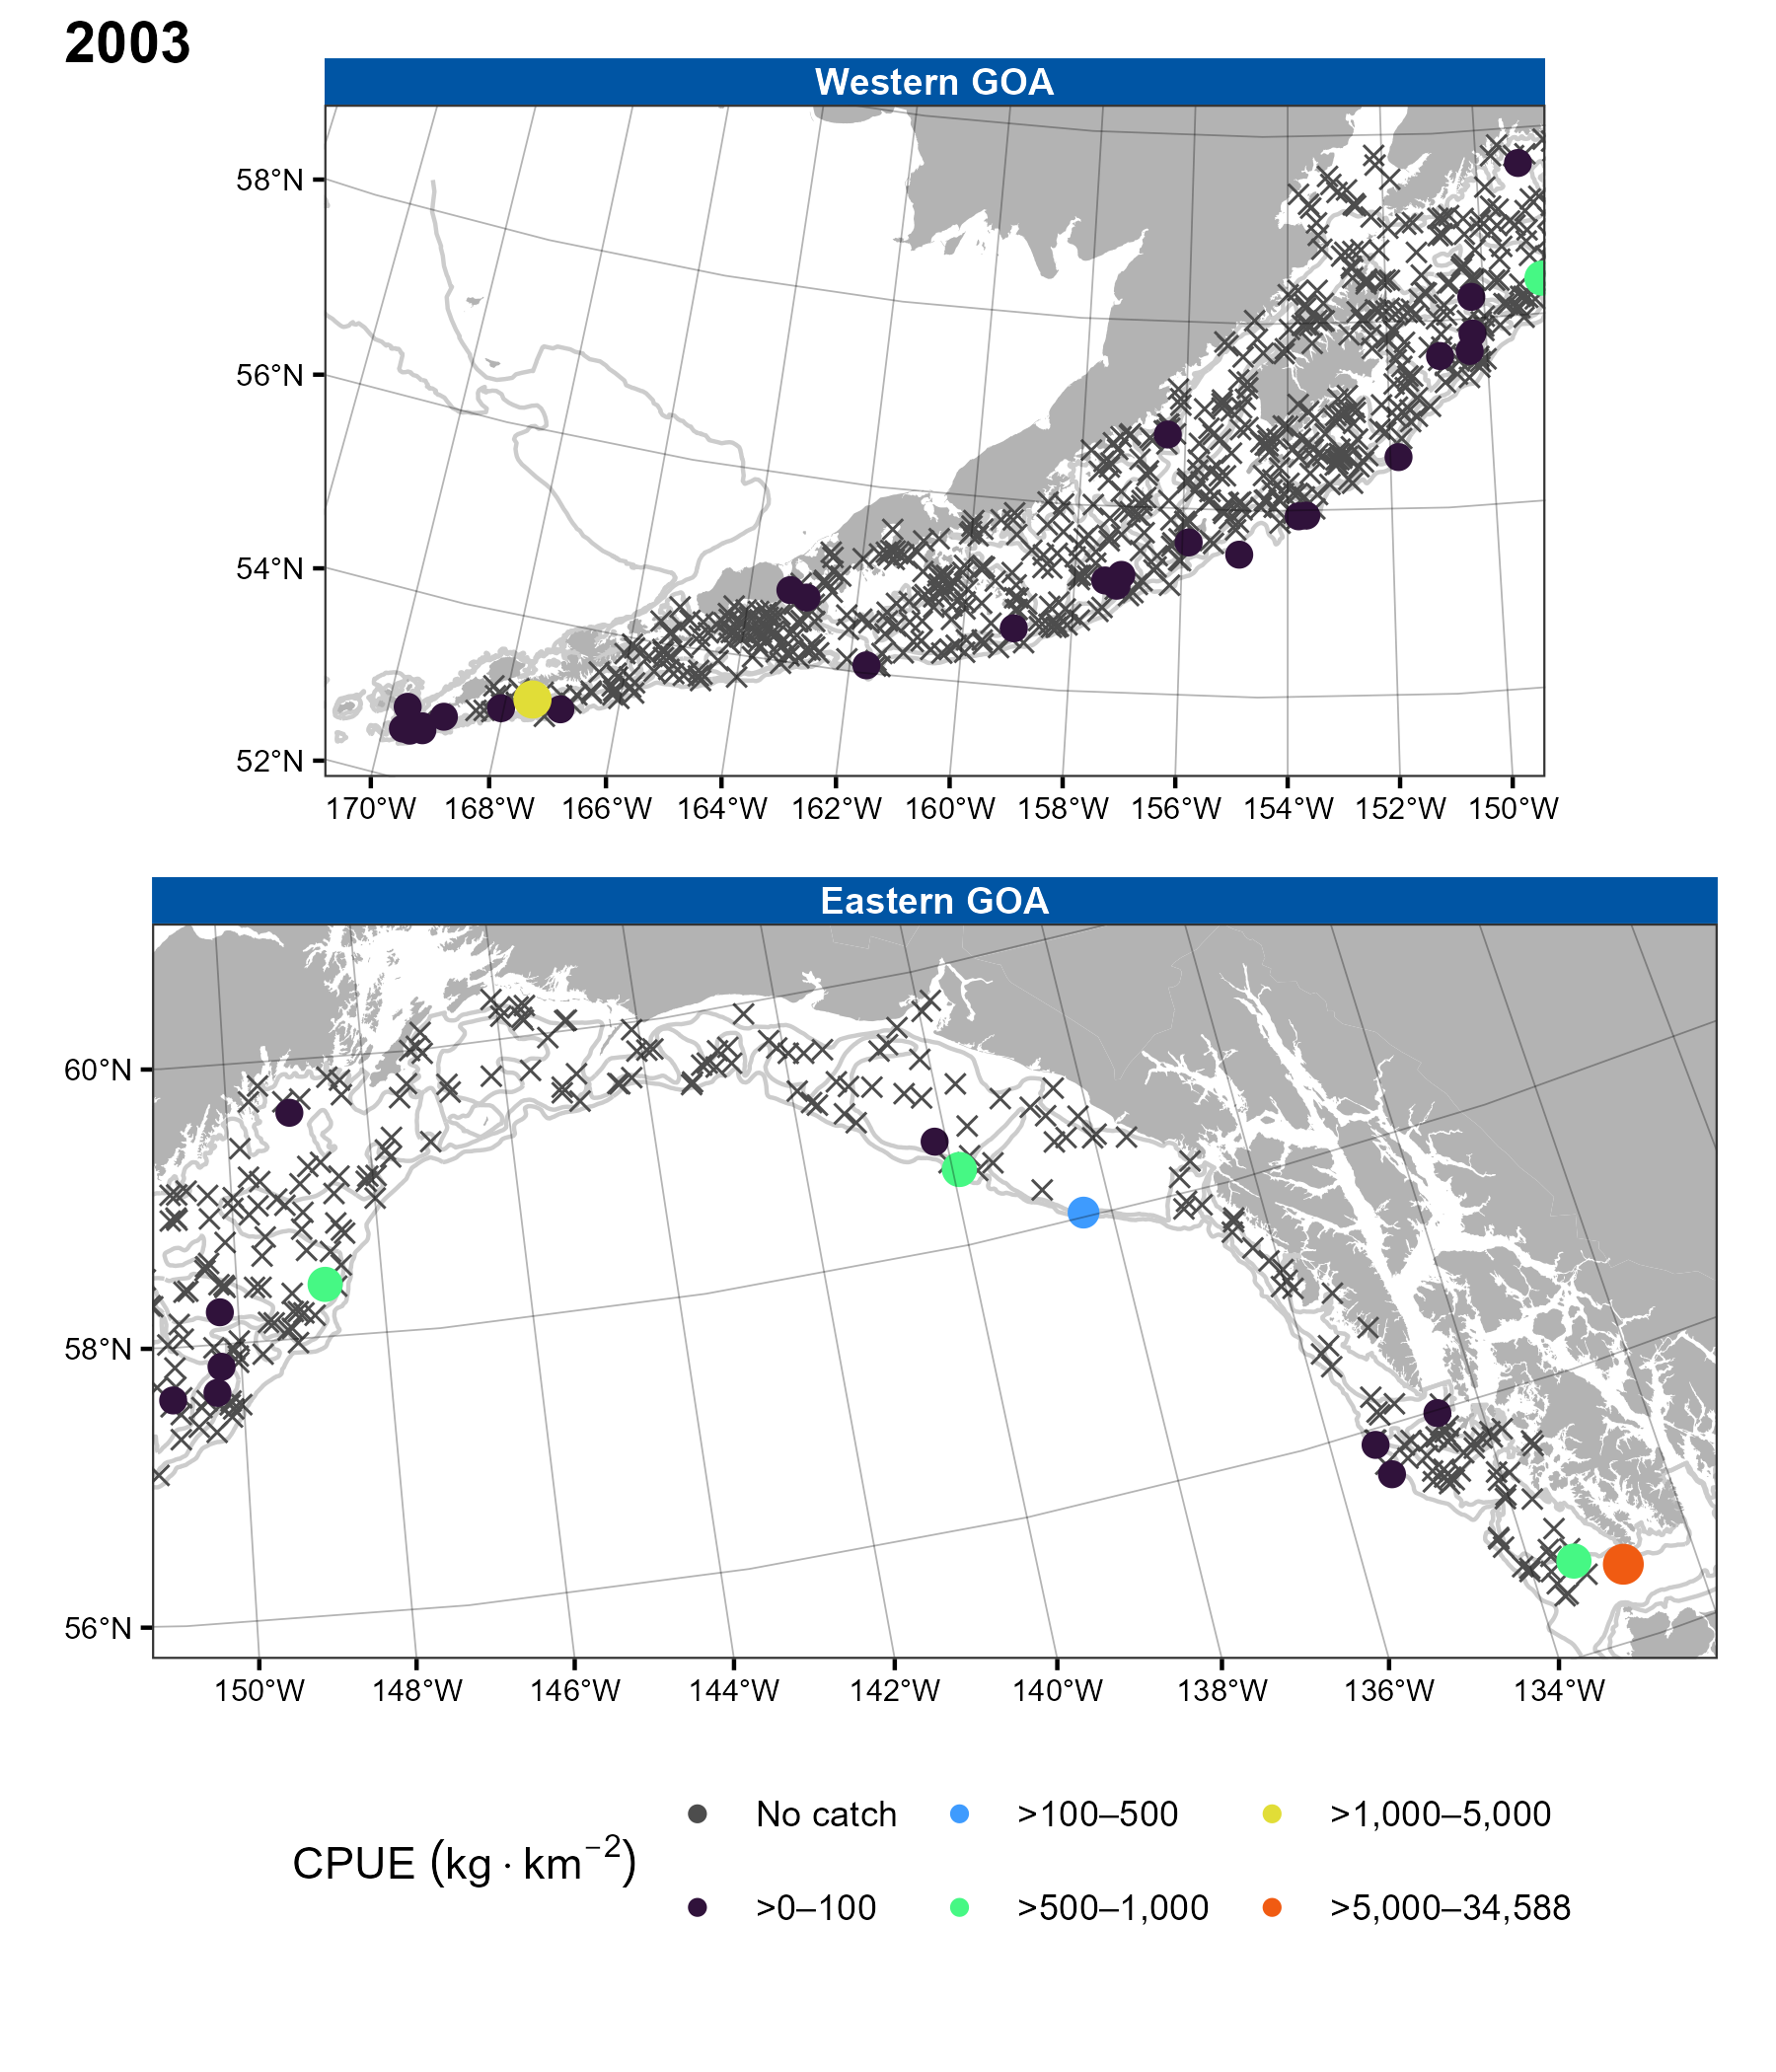 2003
Western GOA
58°N
56°N
54°N
52°N
170°W 168°W 166°W 164°W 162°W 160°W 158°W 156°W 154°W 152°W 150°W
Eastern GOA
60°N
58°N
56°N
150°W 148°W 146°W 144°W 142°W 140°W 138°W 136°W 134°W
CPUE (kg · km⁻²)
No catch >100–500 >1,000–5,000
>0–100 >500–1,000 >5,000–34,588